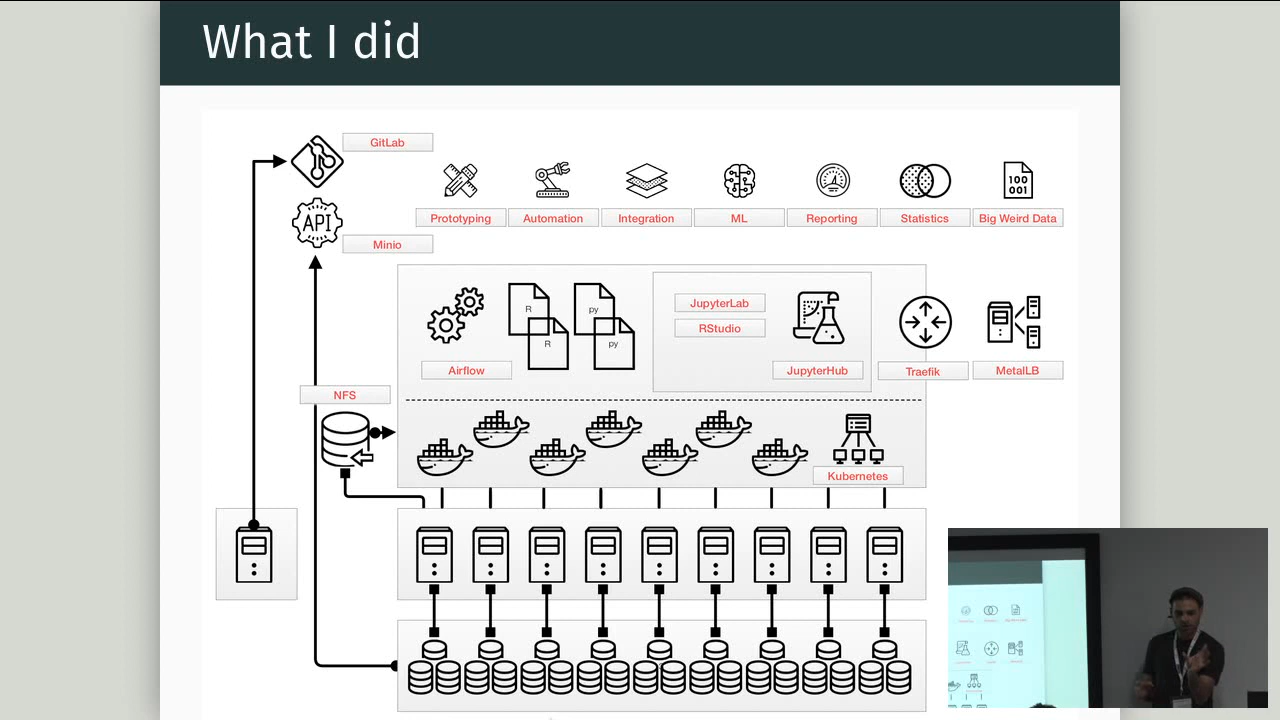 What I did
GitLab
API
Minio
Prototyping
Automation
Integration
ML
Reporting
Statistics
Big Weird Data
100
001
R
R
py
py
JupyterLab
RStudio
Airflow
JupyterHub
Traefik
MetalLB
NFS
Kubernetes